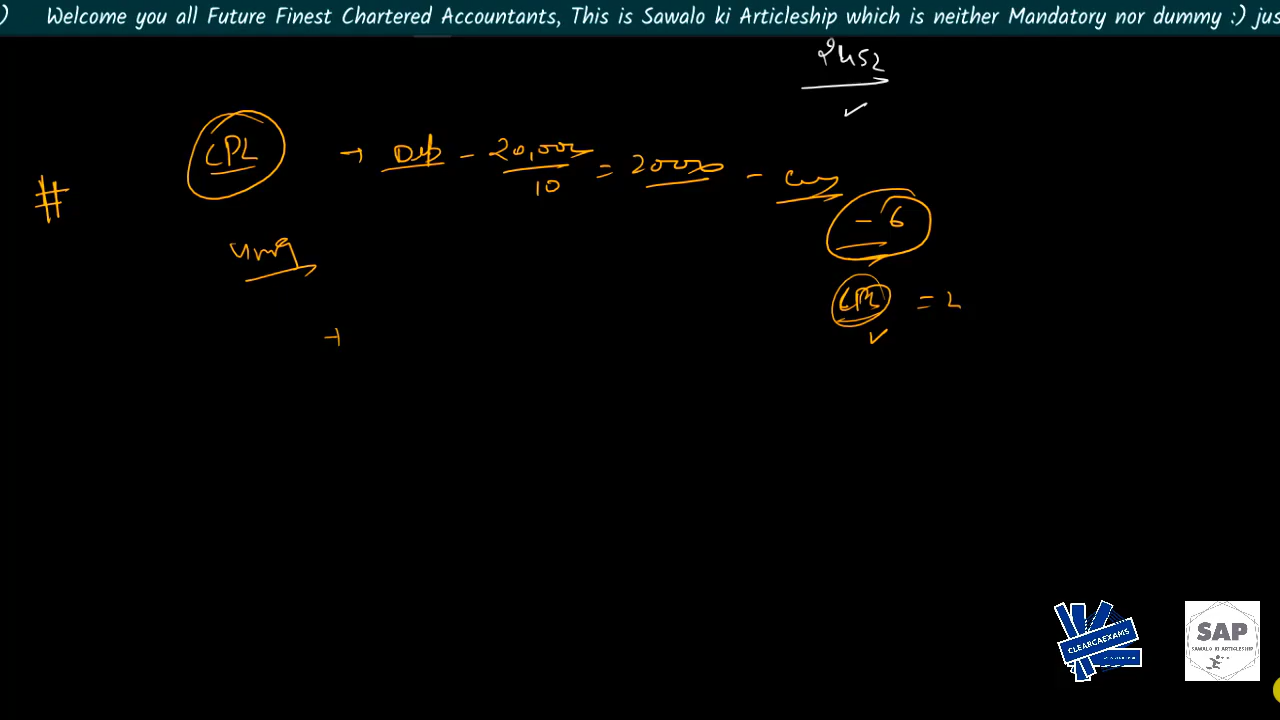 ) Welcome you all Future Finest Chartered Accountants, This is Sawalo ki Articleship which is neither Mandatory nor dummy :) jus
CPL → Dep - 20,000 / 10 = 2000 -
#
- 6
CPL = 2
CLEARCAEXAMS
SAP
SAWALO KI ARTICLESHIP